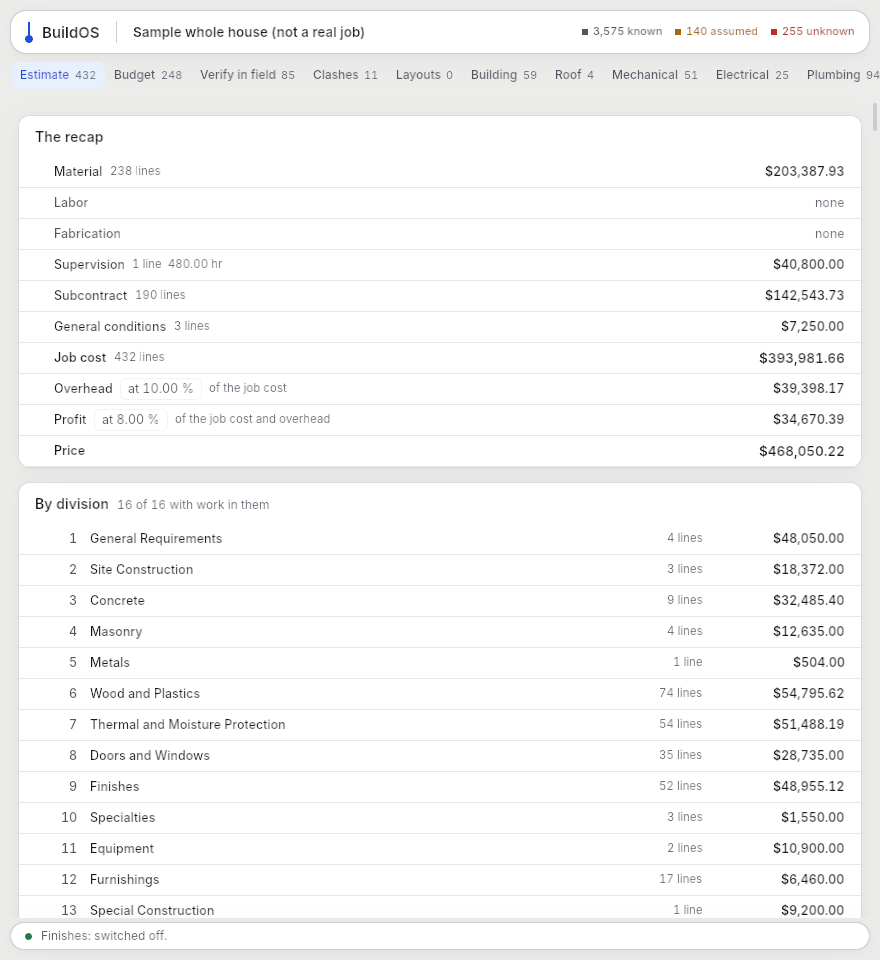 BuildOS Sample whole house (not a real job) 3,575 known 140 assumed 255 unknown
Estimate 432 Budget 248 Verify in field 85 Clashes 11 Layouts 0 Building 59 Roof 4 Mechanical 51 Electrical 25 Plumbing 94
The recap
Material 238 lines $203,387.93
Labor none
Fabrication none
Supervision 1 line 480.00 hr $40,800.00
Subcontract 190 lines $142,543.73
General conditions 3 lines $7,250.00
Job cost 432 lines $393,981.66
Overhead at 10.00 % of the job cost $39,398.17
Profit at 8.00 % of the job cost and overhead $34,670.39
Price $468,050.22
By division 16 of 16 with work in them
1 General Requirements 4 lines $48,050.00
2 Site Construction 3 lines $18,372.00
3 Concrete 9 lines $32,485.40
4 Masonry 4 lines $12,635.00
5 Metals 1 line $504.00
6 Wood and Plastics 74 lines $54,795.62
7 Thermal and Moisture Protection 54 lines $51,488.19
8 Doors and Windows 35 lines $28,735.00
9 Finishes 52 lines $48,955.12
10 Specialties 3 lines $1,550.00
11 Equipment 2 lines $10,900.00
12 Furnishings 17 lines $6,460.00
13 Special Construction 1 line $9,200.00
Finishes: switched off.